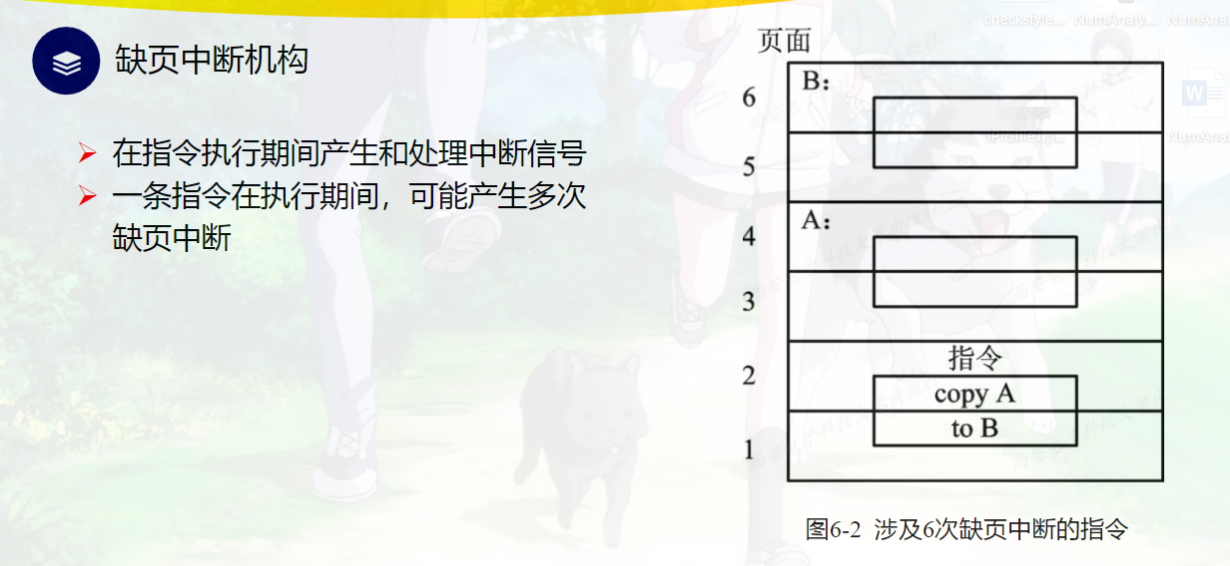 缺页中断机构
在指令执行期间产生和处理中断信号
一条指令在执行期间，可能产生多次
缺页中断
页面
6
B：
5
4
A：
3
2
指令
copy A
to B
1
图6-2 涉及6次缺页中断的指令
checkstyle...
NumAnaly...
NumAna
NumAna
W